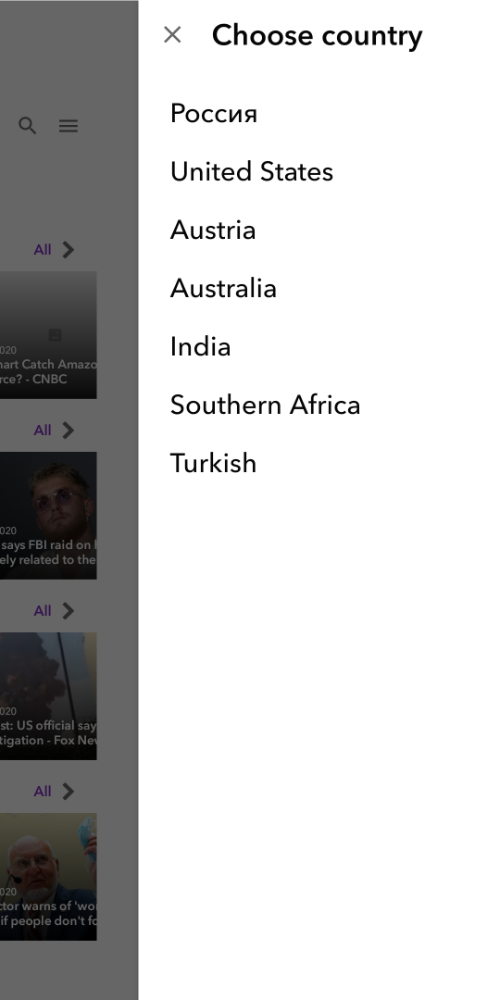 Choose country
Россия
United States
Austria
Australia
India
Southern Africa
Turkish
All
020
art Catch Amazo
rce? - CNBC
All
020
says FBI raid on
ely related to the
All
020
st: US official say
tigation - Fox Nev
All
020
ctor warns of 'wo
if people don't fo